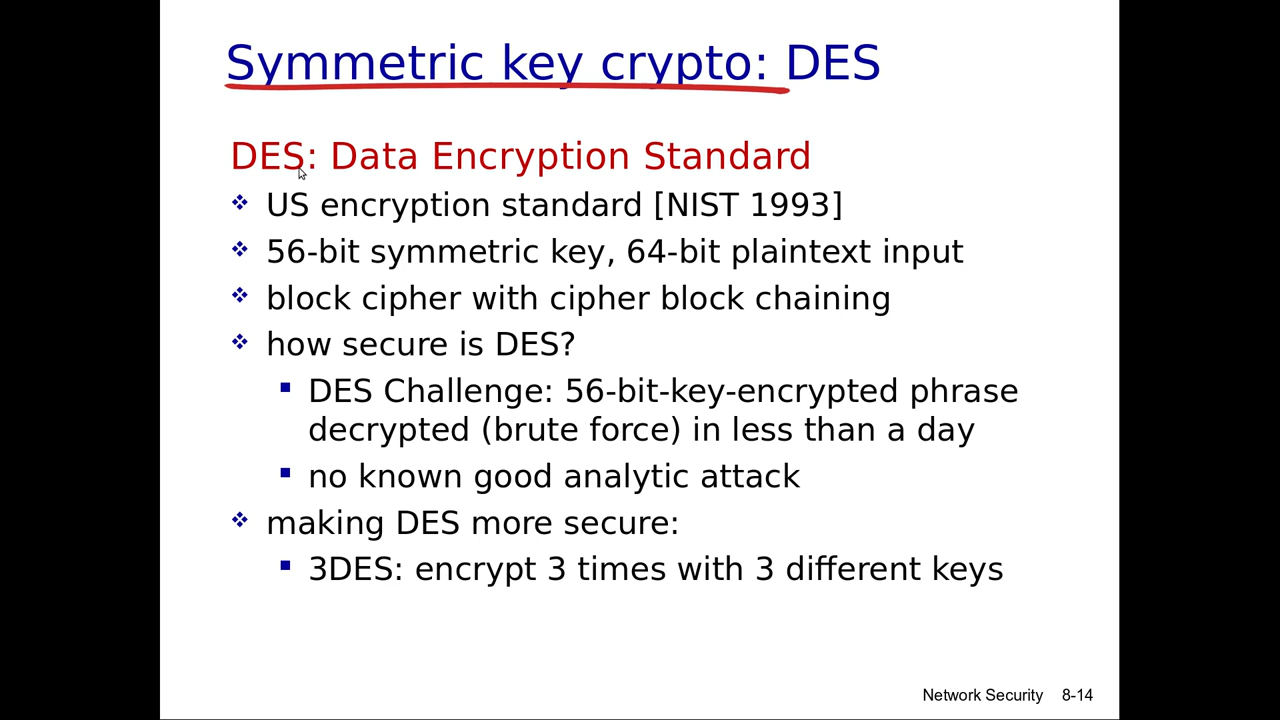 Symmetric key crypto: DES
DES: Data Encryption Standard
US encryption standard [NIST 1993]
56-bit symmetric key, 64-bit plaintext input
block cipher with cipher block chaining
how secure is DES?
DES Challenge: 56-bit-key-encrypted phrase
decrypted (brute force) in less than a day
no known good analytic attack
making DES more secure:
3DES: encrypt 3 times with 3 different keys
Network Security 8-14